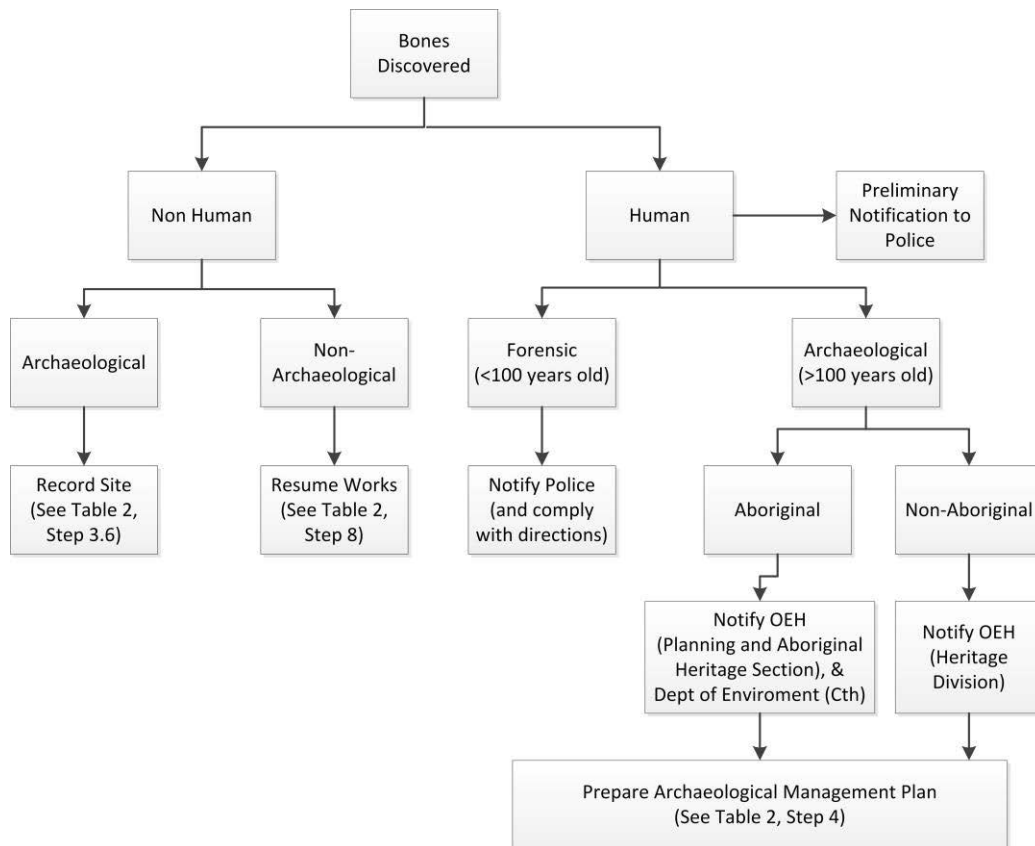 Bones
Discovered
Non Human
Human
Preliminary
Notification to
Police
Archaeological
Non-
Archaeological
Forensic
(<100 years old)
Archaeological
(>100 years old)
Record Site
(See Table 2,
Step 3.6)
Resume Works
(See Table 2,
Step 8)
Notify Police
(and comply
with directions)
Aboriginal
Non-Aboriginal
Notify OEH
(Planning and Aboriginal
Heritage Section), &
Dept of Enviroment (Cth)
Notify OEH
(Heritage
Division)
Prepare Archaeological Management Plan
(See Table 2, Step 4)